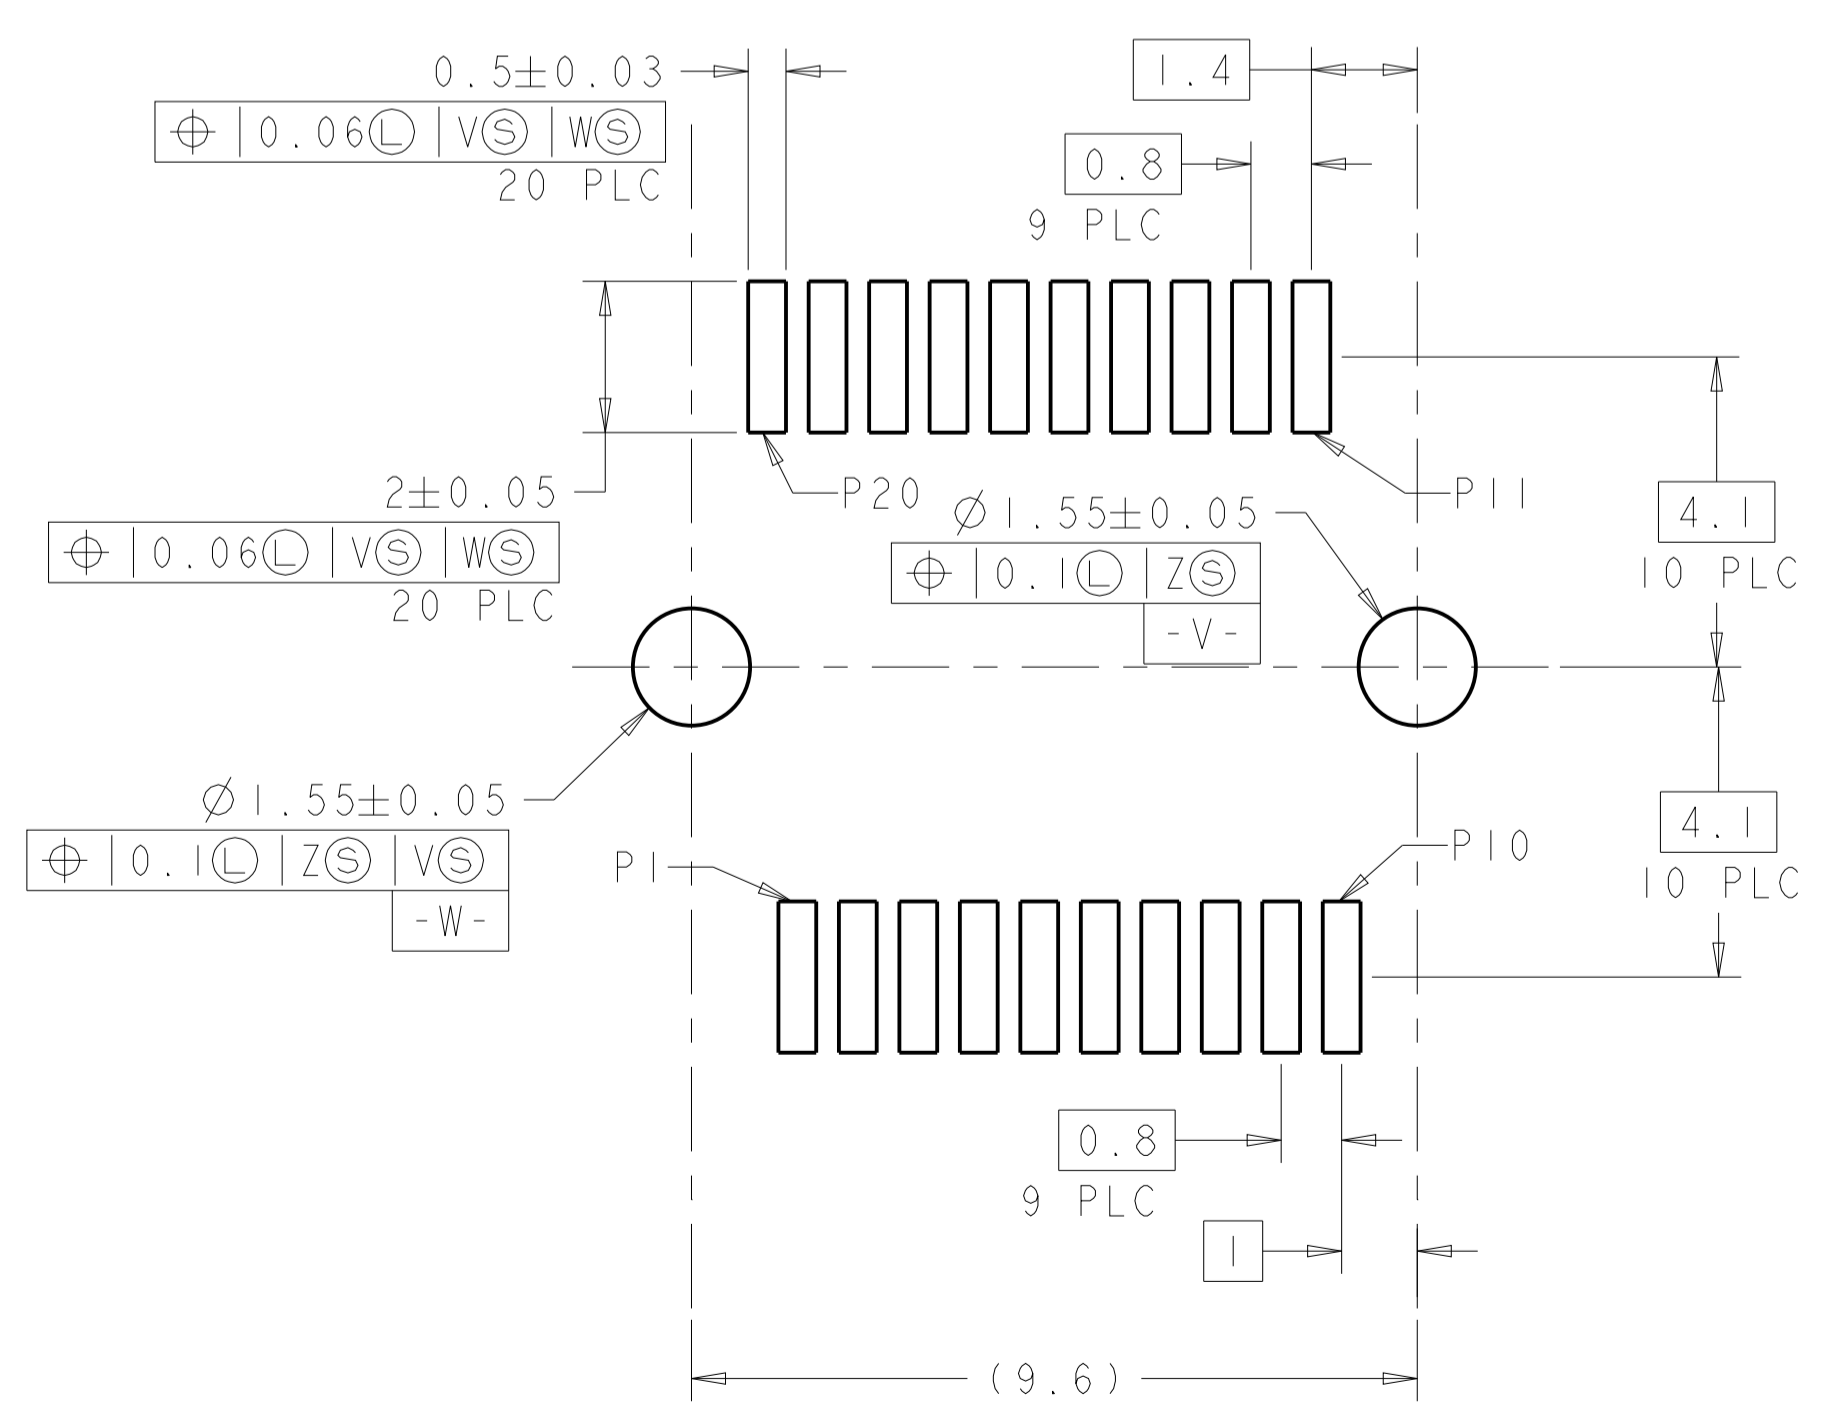 0.5±0.03
⌖ 0.06Ⓛ VⓈ WⓈ
20 PLC
1.4
0.8
9 PLC
2±0.05
⌖ 0.06Ⓛ VⓈ WⓈ
20 PLC
P20
P11
Ø1.55±0.05
⌖ 0.1Ⓛ ZⓈ
-V-
4.1
10 PLC
Ø1.55±0.05
⌖ 0.1Ⓛ ZⓈ VⓈ
-W-
P1
P10
4.1
10 PLC
0.8
9 PLC
1
(9.6)